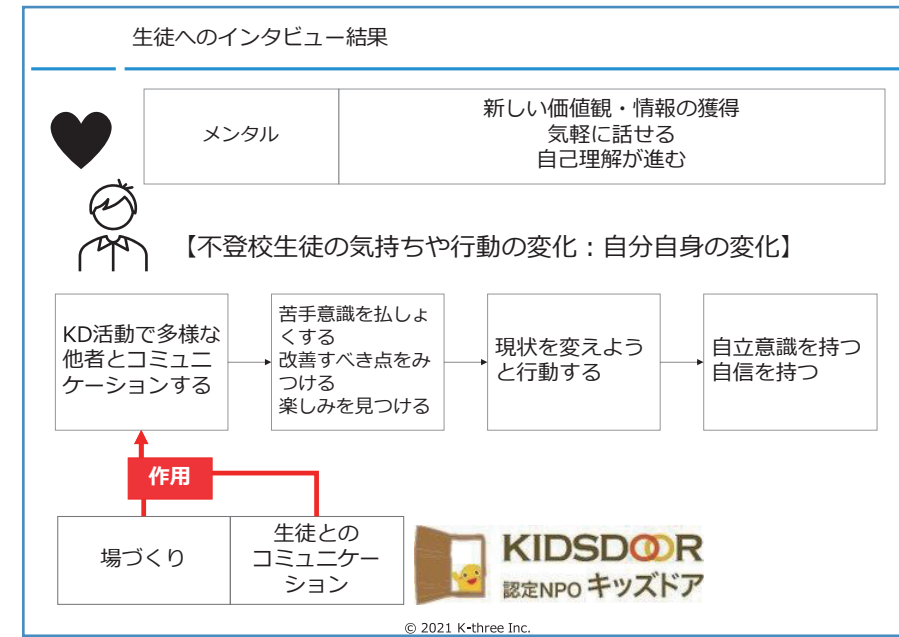 生徒へのインタビュー結果
メンタル
新しい価値観・情報の獲得
気軽に話せる
自己理解が進む
【不登校生徒の気持ちや行動の変化：自分自身の変化】
KD活動で多様な
他者とコミュニ
ケーションする
苦手意識を払しょ
くする
改善すべき点をみ
つける
楽しみを見つける
現状を変えよう
と行動する
自立意識を持つ
自信を持つ
作用
場づくり
生徒との
コミュニケー
ション
KIDSDOOR
認定NPO キッズドア
© 2021 K-three Inc.